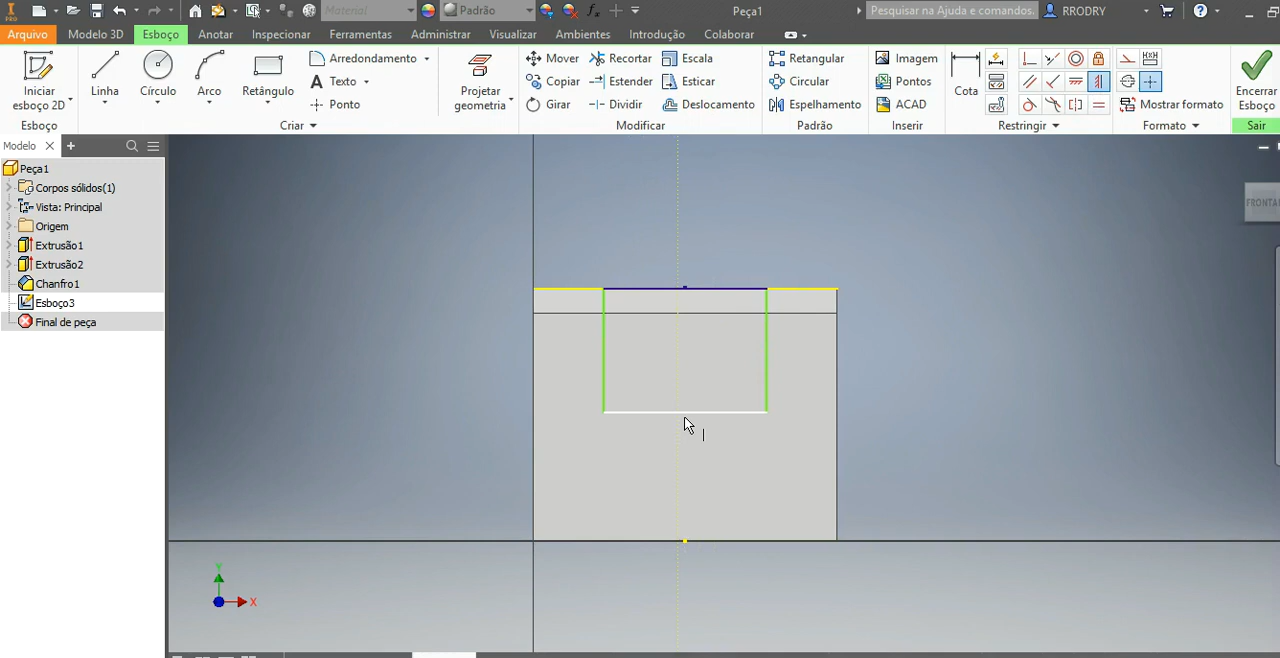 PRO Material Padrão fx Peça1 Pesquisar na Ajuda e comandos. RRODRY
Arquivo Modelo 3D Esboço Anotar Inspecionar Ferramentas Administrar Visualizar Ambientes Introdução Colaborar
Iniciar esboço 2D
Linha
Círculo
Arco
Retângulo
Arredondamento
Texto
Ponto
Projetar geometria
Mover Recortar Escala
Copiar Estender Esticar
Girar Dividir Deslocamento
Retangular
Circular
Espelhamento
Imagem
Pontos
ACAD
Cota
Mostrar formato
Encerrar Esboço
Esboço Criar Modificar Padrão Inserir Restringir Formato Sair
Modelo
Peça1
Corpos sólidos(1)
Vista: Principal
Origem
Extrusão1
Extrusão2
Chanfro1
Esboço3
Final de peça
Y
X